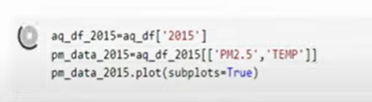 aq_df_2015=aq_df['2015']
pm_data_2015=aq_df_2015[['PM2.5','TEMP']]
pm_data_2015.plot(subplots=True)